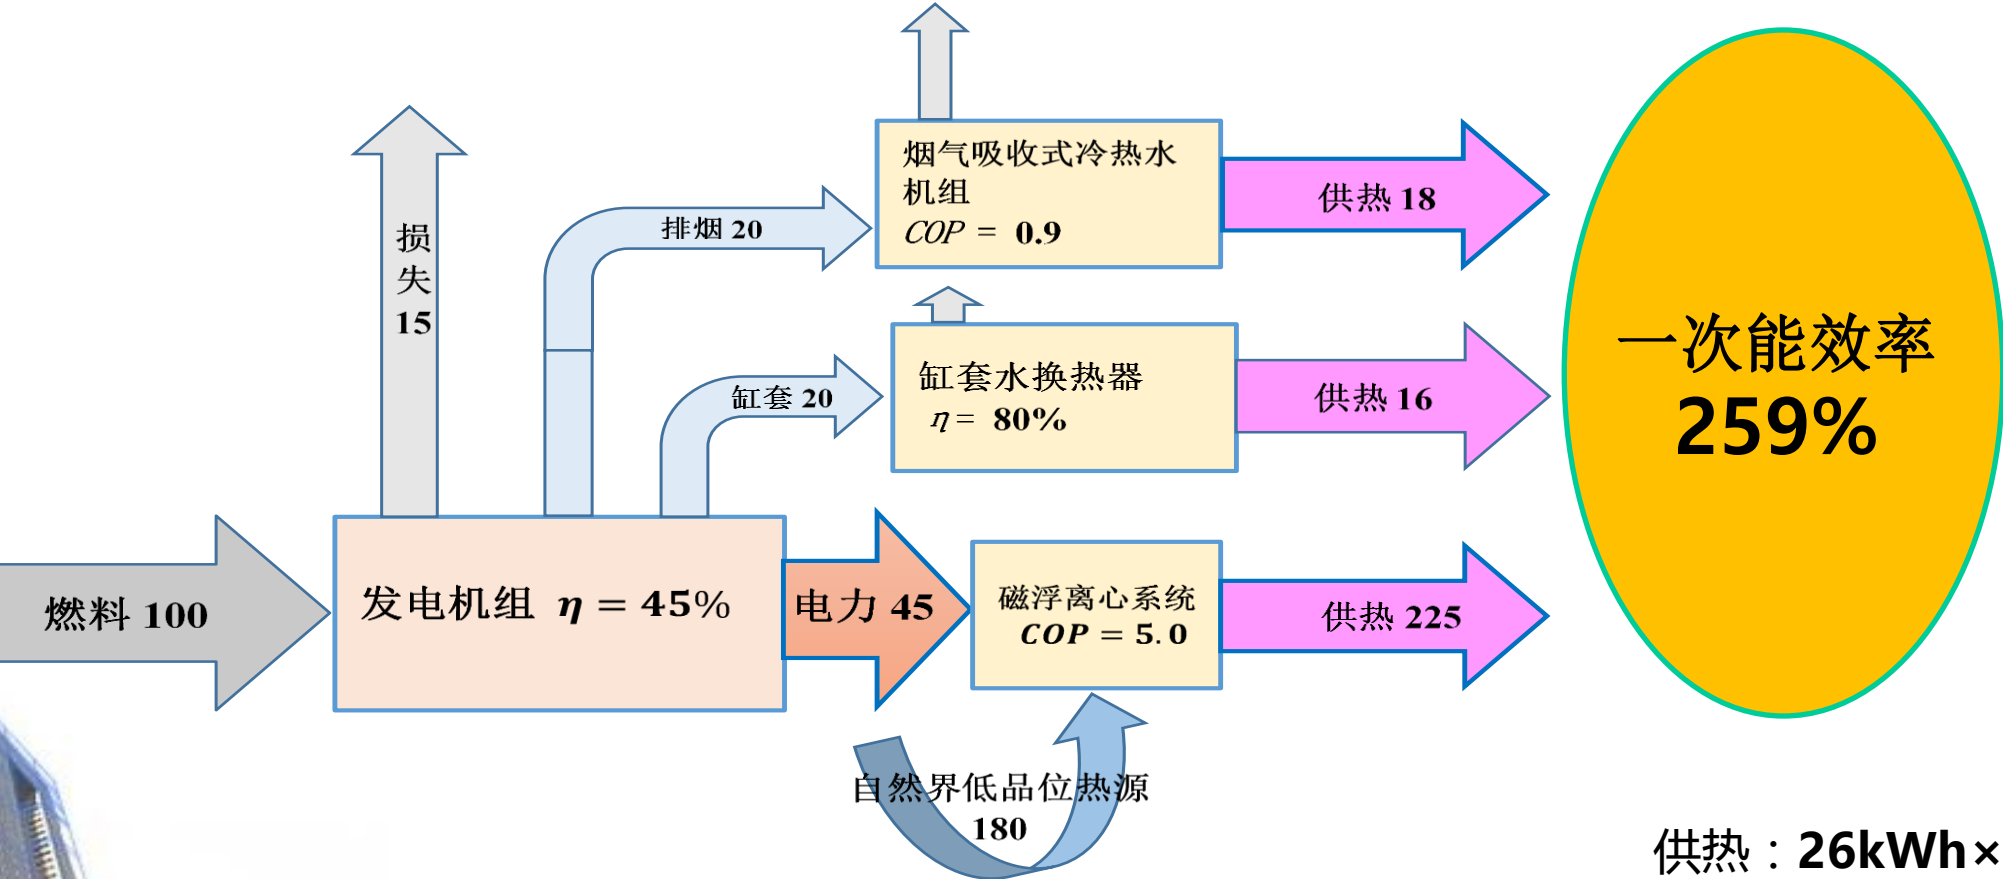 烟气吸收式冷热水
机组
COP = 0.9
供热 18
排烟 20
损
失
15
缸套水换热器
η = 80%
供热 16
缸套 20
一次能效率
259%
燃料 100
发电机组 η = 45%
电力 45
磁浮离心系统
COP = 5.0
供热 225
自然界低品位热源
180
供热：26kWh×